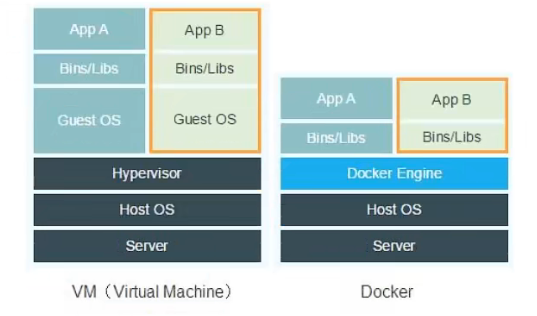 App A
App B
Bins/Libs
Bins/Libs
Guest OS
Guest OS
Hypervisor
Host OS
Server
VM（Virtual Machine）
App A
App B
Bins/Libs
Bins/Libs
Docker Engine
Host OS
Server
Docker